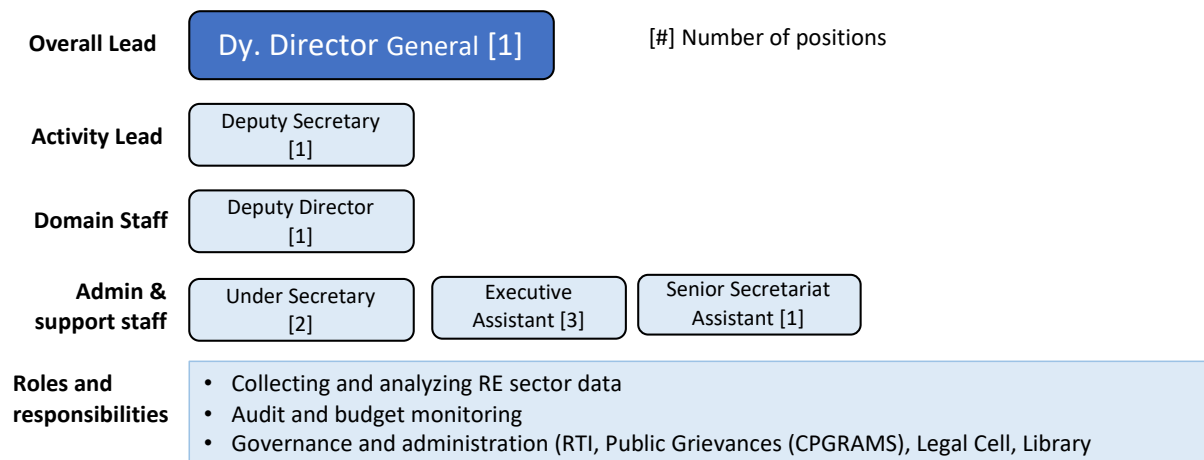 Overall Lead
Dy. Director General [1]
[#] Number of positions
Activity Lead
Deputy Secretary
[1]
Domain Staff
Deputy Director
[1]
Admin &
support staff
Under Secretary
[2]
Executive
Assistant [3]
Senior Secretariat
Assistant [1]
Roles and
responsibilities
• Collecting and analyzing RE sector data
• Audit and budget monitoring
• Governance and administration (RTI, Public Grievances (CPGRAMS), Legal Cell, Library